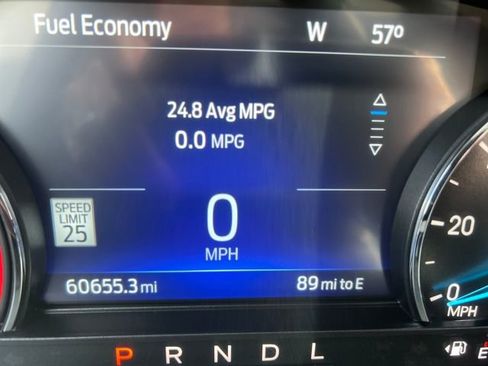 Fuel Economy W 57°
24.8 Avg MPG
0.0 MPG
SPEED
LIMIT
25
0
MPH
20
0
MPH
60655.3 mi 89 mi to E
P R N D L
E